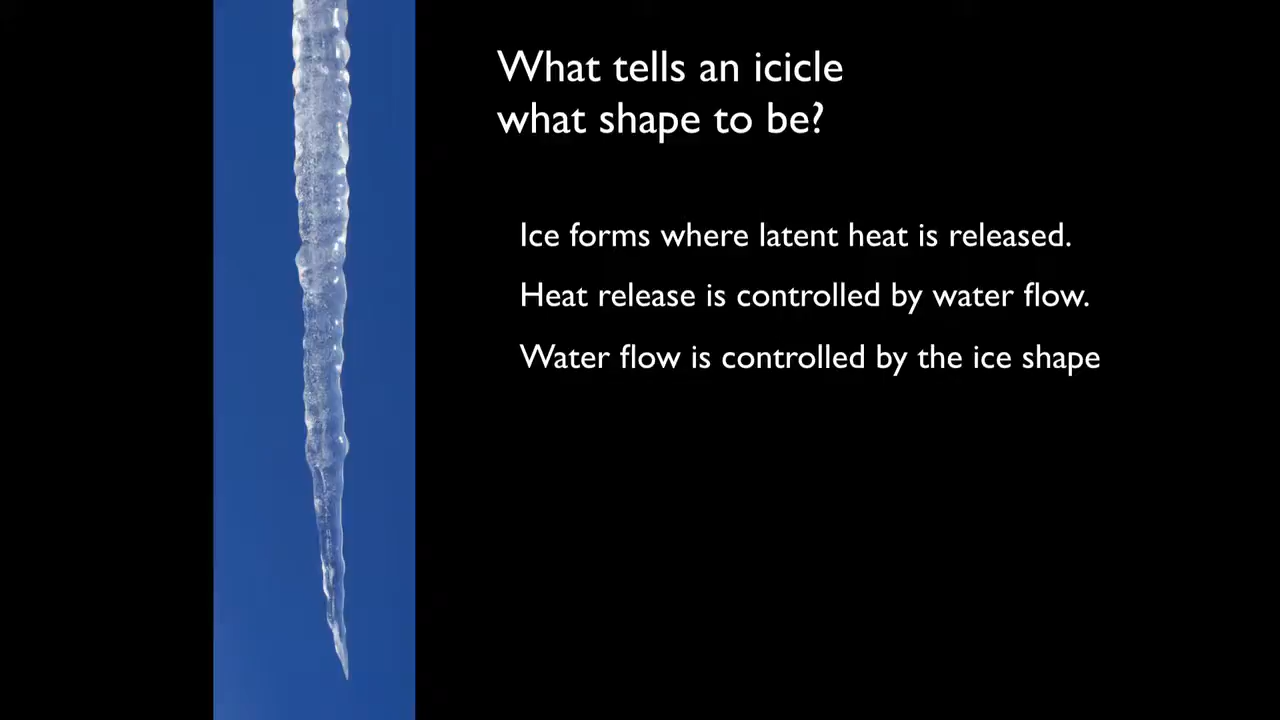 What tells an icicle
what shape to be?
Ice forms where latent heat is released.
Heat release is controlled by water flow.
Water flow is controlled by the ice shape